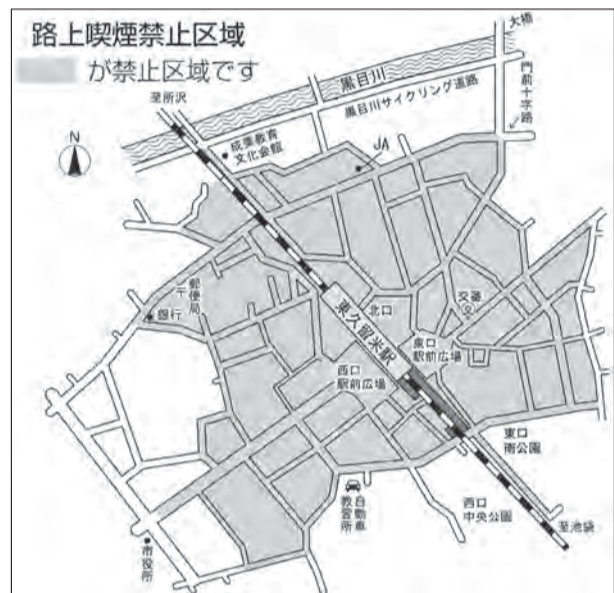 路上喫煙禁止区域
が禁止区域です
大橋
黒目川
門前十字路
至所沢
黒目川サイクリング道路
成美教育
文化会館
JA
N
郵便局
〒
銀行
北口
交番
東久留米駅
東口
駅前広場
西口
駅前広場
東口
南公園
自動車
教習所
西口
中央公園
至池袋
市役所